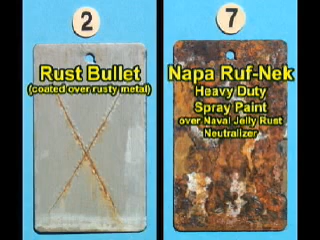 2
Rust Bullet
(coated over rusty metal)
7
Napa Ruf-Nek
Heavy Duty
Spray Paint
over Naval Jelly Rust
Neutralizer